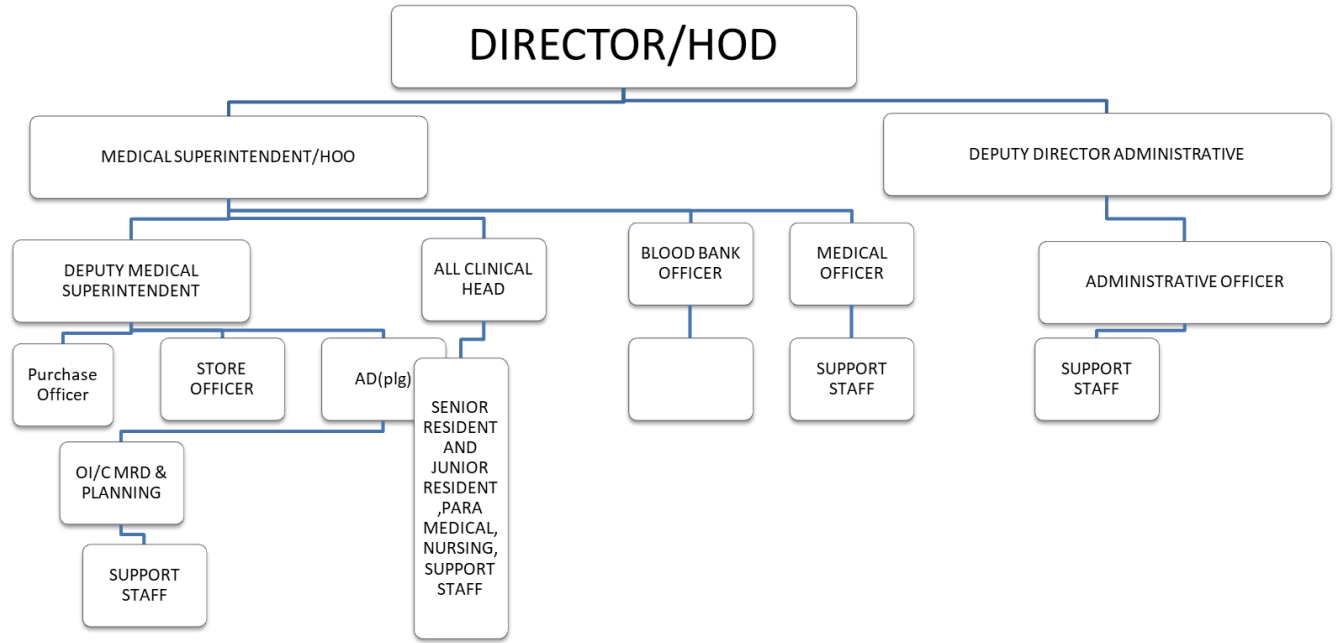 DIRECTOR/HOD
MEDICAL SUPERINTENDENT/HOO
DEPUTY DIRECTOR ADMINISTRATIVE
DEPUTY MEDICAL
SUPERINTENDENT
ALL CLINICAL
HEAD
BLOOD BANK
OFFICER
MEDICAL
OFFICER
ADMINISTRATIVE OFFICER
Purchase
Officer
STORE
OFFICER
AD(plg)
SENIOR
RESIDENT
AND
JUNIOR
RESIDENT
,PARA
MEDICAL,
NURSING,
SUPPORT
STAFF
SUPPORT
STAFF
SUPPORT
STAFF
OI/C MRD &
PLANNING
SUPPORT
STAFF